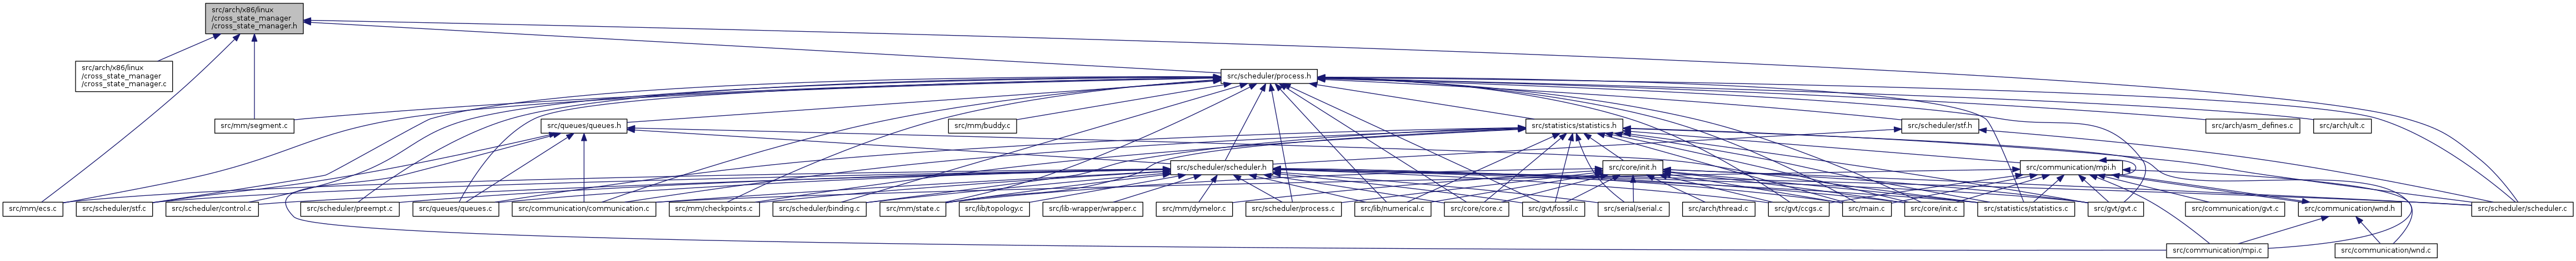 src/arch/x86/linux
/cross_state_manager
/cross_state_manager.h
src/arch/x86/linux
/cross_state_manager
/cross_state_manager.c
src/scheduler/process.h
src/mm/segment.c
src/queues/queues.h
src/mm/buddy.c
src/statistics/statistics.h
src/scheduler/stf.h
src/arch/asm_defines.c
src/arch/ult.c
src/scheduler/scheduler.h
src/core/init.h
src/communication/mpi.h
src/mm/ecs.c
src/scheduler/stf.c
src/scheduler/control.c
src/scheduler/preempt.c
src/queues/queues.c
src/communication/communication.c
src/mm/checkpoints.c
src/scheduler/binding.c
src/mm/state.c
src/lib/topology.c
src/lib-wrapper/wrapper.c
src/mm/dymelor.c
src/scheduler/process.c
src/lib/numerical.c
src/core/core.c
src/gvt/fossil.c
src/serial/serial.c
src/arch/thread.c
src/gvt/ccgs.c
src/main.c
src/core/init.c
src/statistics/statistics.c
src/gvt/gvt.c
src/communication/gvt.c
src/communication/wnd.h
src/scheduler/scheduler.c
src/communication/mpi.c
src/communication/wnd.c